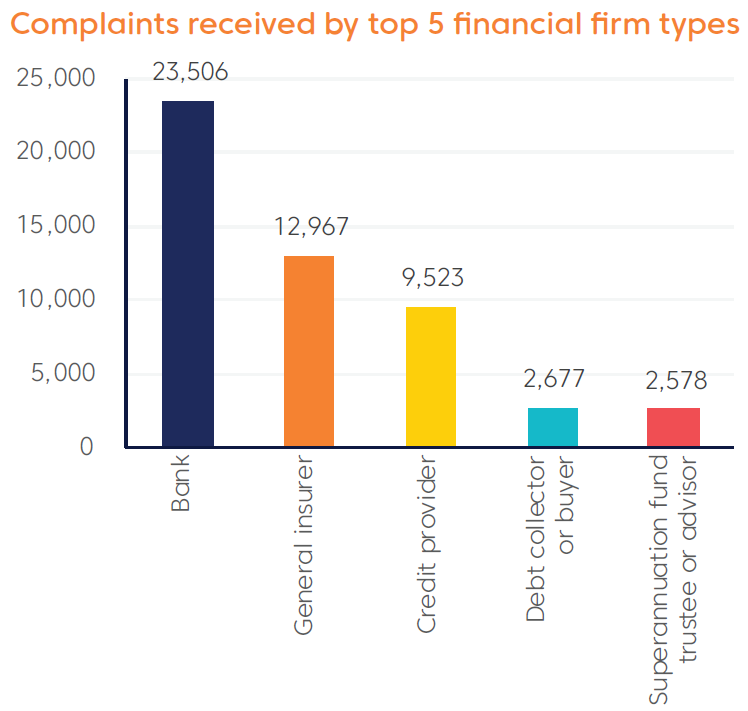 Complaints received by top 5 financial firm types
25,000
20,000
15,000
10,000
5,000
0
23,506
12,967
9,523
2,677
2,578
Bank
General insurer
Credit provider
Debt collector
or buyer
Superannuation fund
trustee or advisor